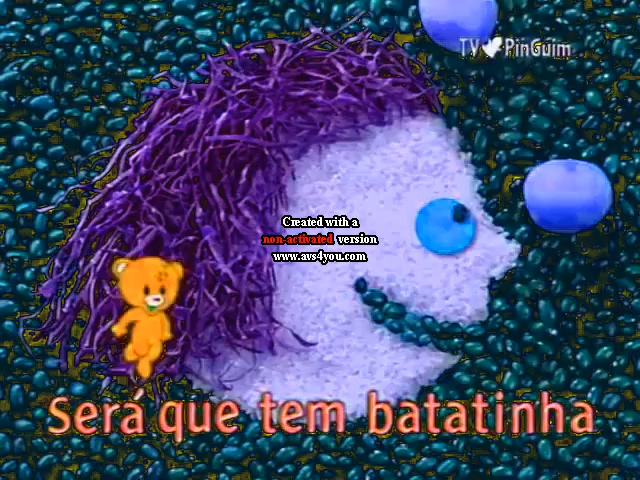 TV PinGuim
Created with a
non-activated version
www.avs4you.com
Será que tem batatinha